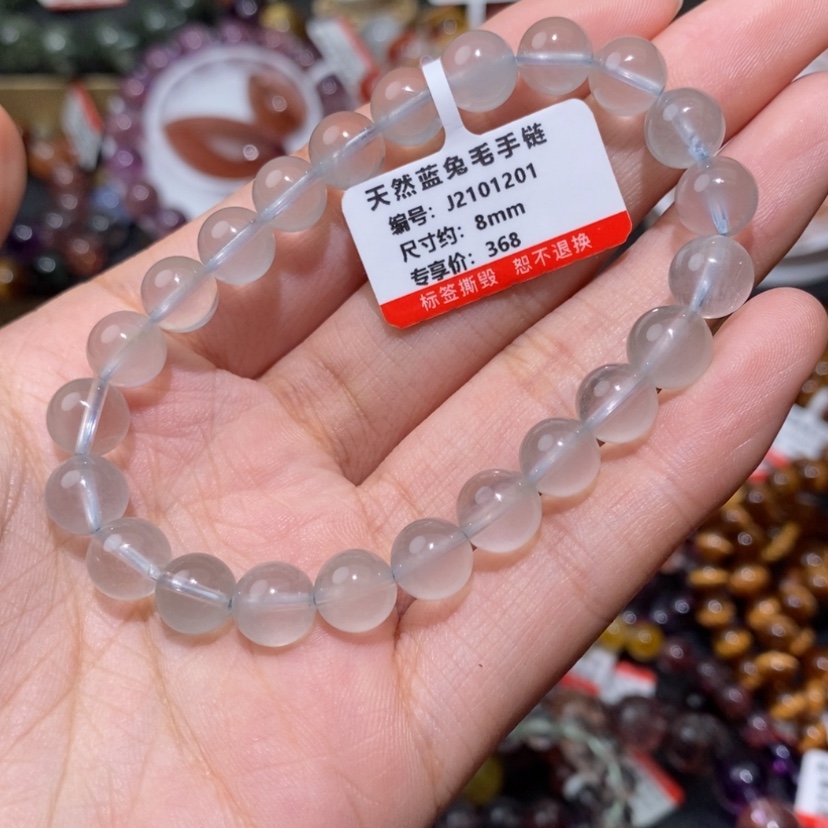 天然蓝兔毛手链
编号：J2101201
尺寸约：8mm
专享价：368
标签撕毁 恕不退换